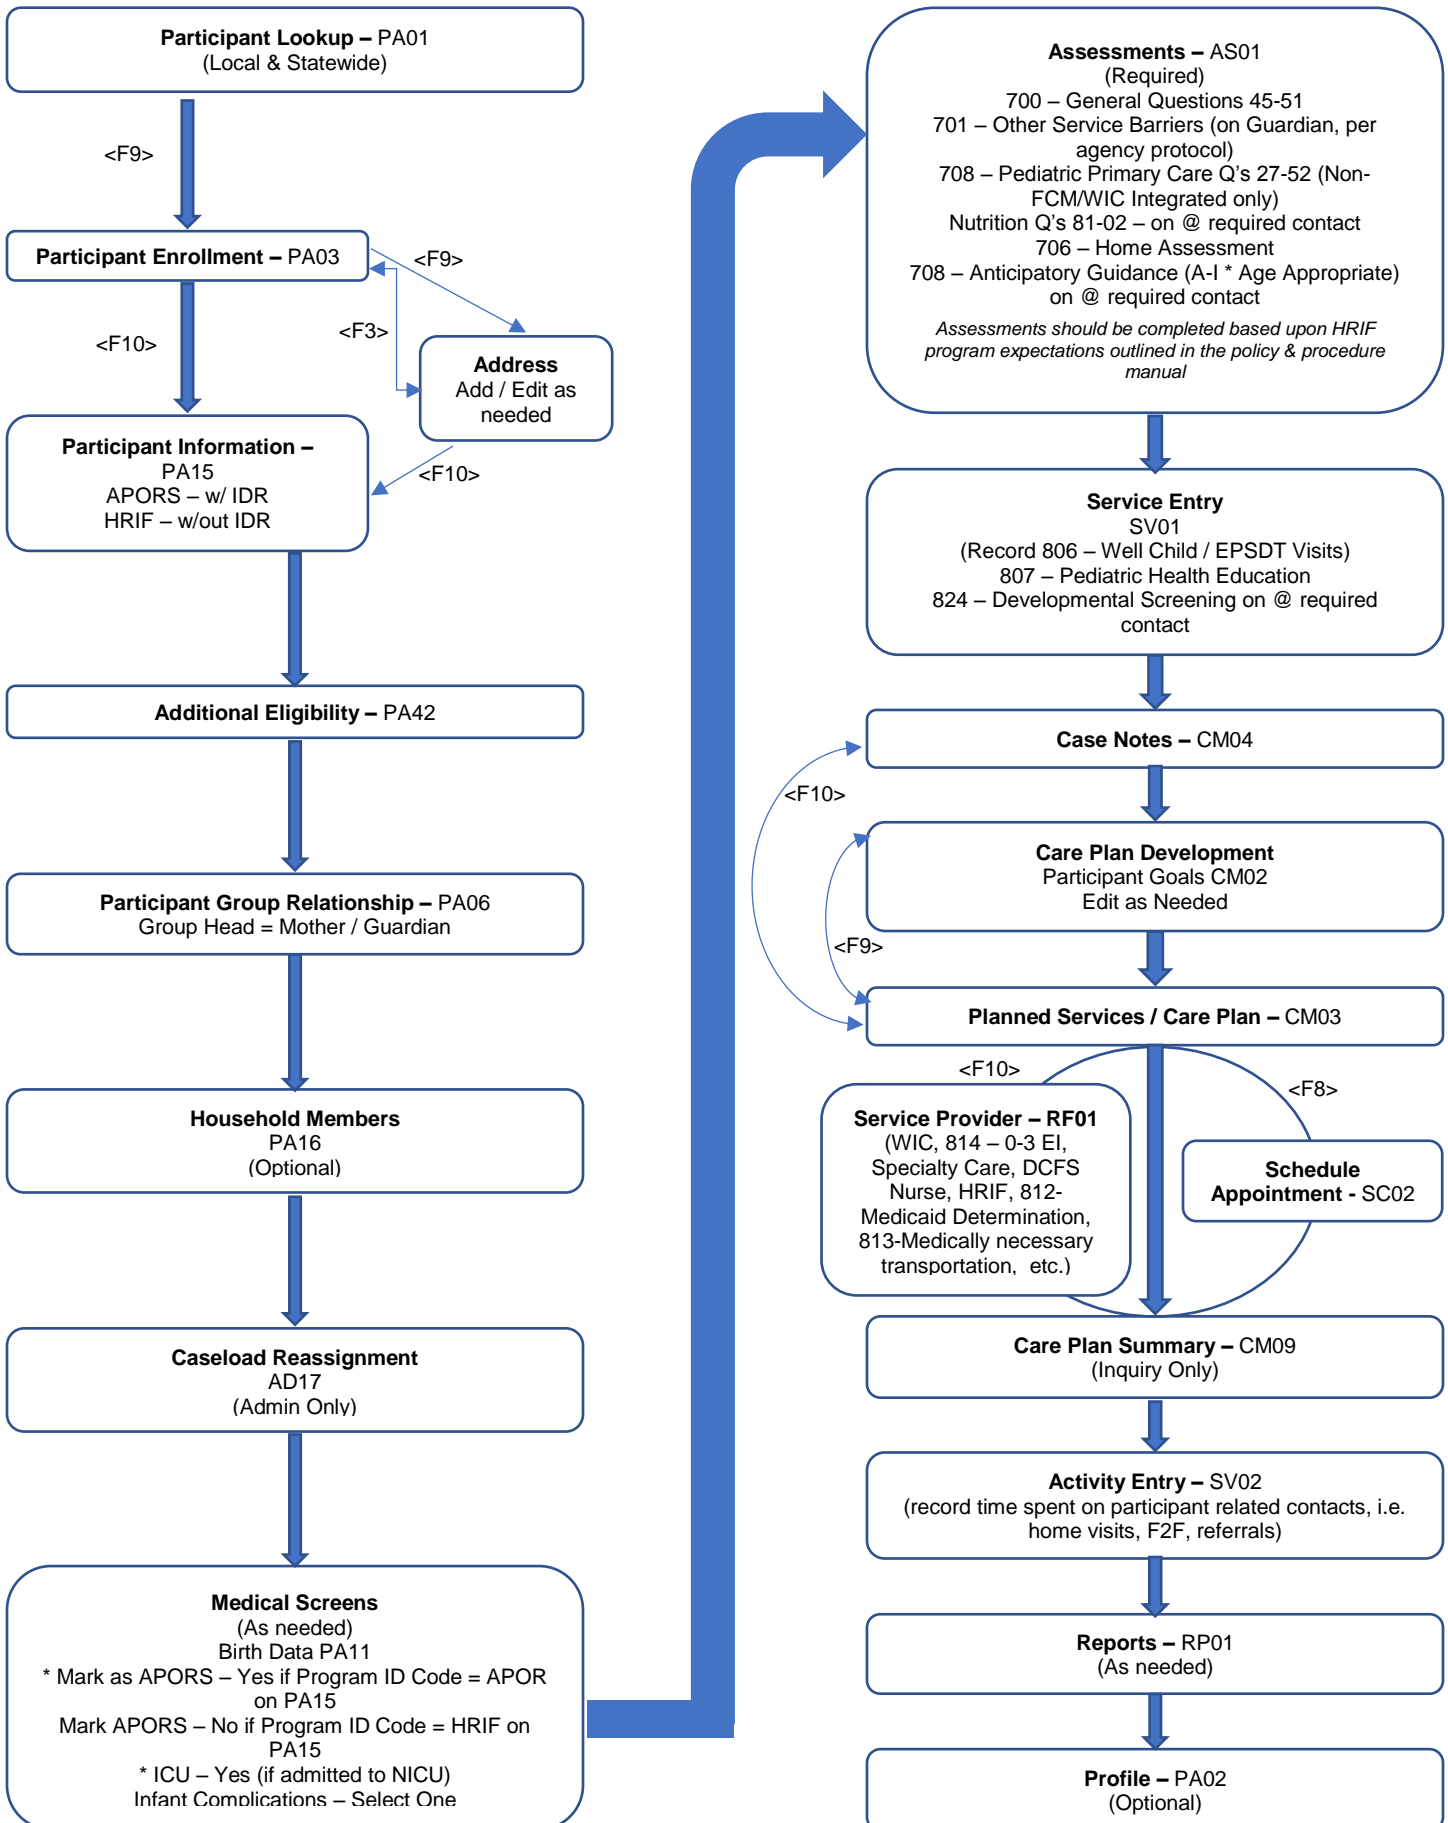 Participant Lookup – PA01
(Local & Statewide)
<F9>
Participant Enrollment – PA03
<F9>
<F3>
<F10>
Address
Add / Edit as
needed
<F10>
Participant Information –
PA15
APORS – w/ IDR
HRIF – w/out IDR
Additional Eligibility – PA42
Participant Group Relationship – PA06
Group Head = Mother / Guardian
Household Members
PA16
(Optional)
Caseload Reassignment
AD17
(Admin Only)
Medical Screens
(As needed)
Birth Data PA11
* Mark as APORS – Yes if Program ID Code = APOR
on PA15
Mark APORS – No if Program ID Code = HRIF on
PA15
* ICU – Yes (if admitted to NICU)
Infant Complications – Select One
Assessments – AS01
(Required)
700 – General Questions 45-51
701 – Other Service Barriers (on Guardian, per
agency protocol)
708 – Pediatric Primary Care Q's 27-52 (Non-
FCM/WIC Integrated only)
Nutrition Q's 81-02 – on @ required contact
706 – Home Assessment
708 – Anticipatory Guidance (A-I * Age Appropriate)
on @ required contact
Assessments should be completed based upon HRIF
program expectations outlined in the policy & procedure
manual
Service Entry
SV01
(Record 806 – Well Child / EPSDT Visits)
807 – Pediatric Health Education
824 – Developmental Screening on @ required
contact
Case Notes – CM04
<F10>
Care Plan Development
Participant Goals CM02
Edit as Needed
<F9>
Planned Services / Care Plan – CM03
<F10>
<F8>
Service Provider – RF01
(WIC, 814 – 0-3 EI,
Specialty Care, DCFS
Nurse, HRIF, 812-
Medicaid Determination,
813-Medically necessary
transportation, etc.)
Schedule
Appointment - SC02
Care Plan Summary – CM09
(Inquiry Only)
Activity Entry – SV02
(record time spent on participant related contacts, i.e.
home visits, F2F, referrals)
Reports – RP01
(As needed)
Profile – PA02
(Optional)